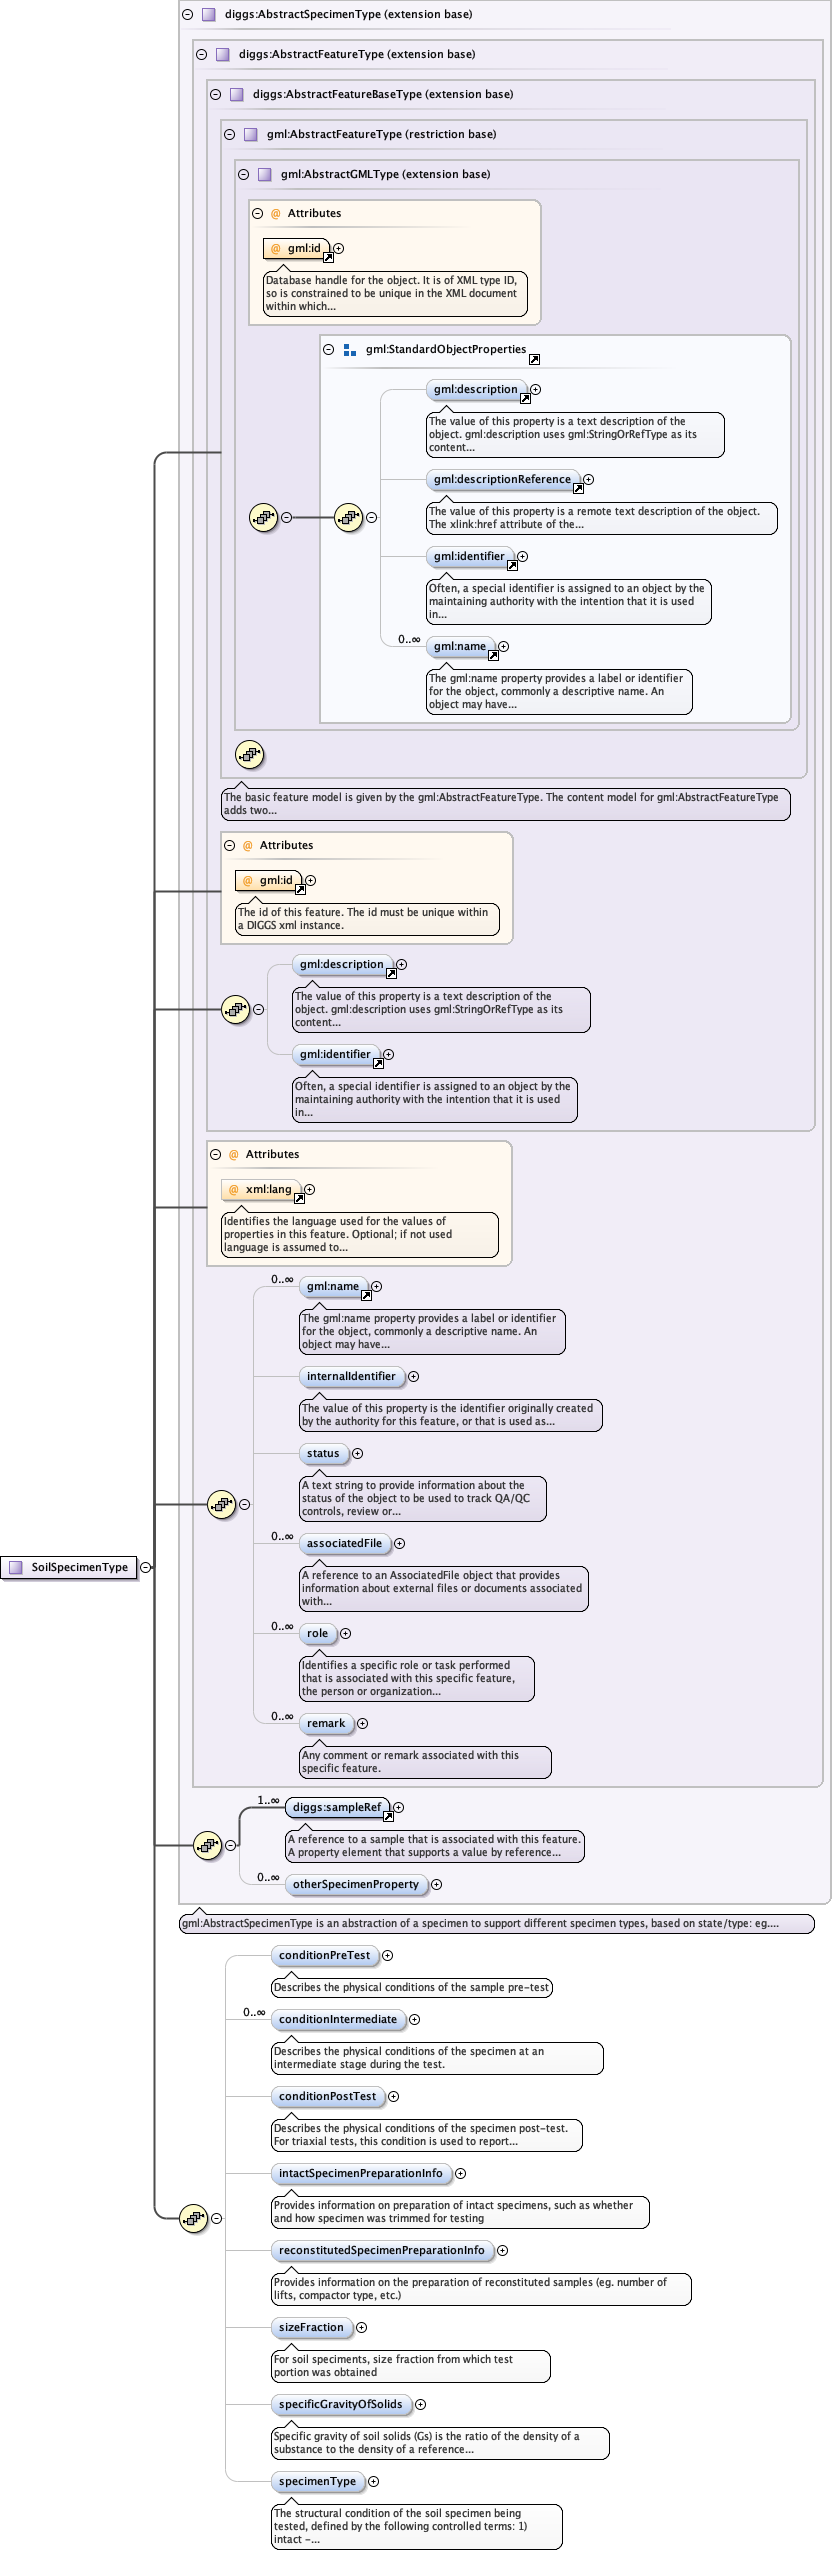 diggs:AbstractSpecimenType (extension base)
diggs:AbstractFeatureType (extension base)
diggs:AbstractFeatureBaseType (extension base)
gml:AbstractFeatureType (restriction base)
gml:AbstractGMLType (extension base)
@ Attributes
@ gml:id
Database handle for the object. It is of XML type ID,
so is constrained to be unique in the XML document
within which...
gml:StandardObjectProperties
gml:description
The value of this property is a text description of the
object. gml:description uses gml:StringOrRefType as its
content...
gml:descriptionReference
The value of this property is a remote text description of the object.
The xlink:href attribute of the...
gml:identifier
Often, a special identifier is assigned to an object by the
maintaining authority with the intention that it is used
in...
0..∞
gml:name
The gml:name property provides a label or identifier
for the object, commonly a descriptive name. An
object may have...
The basic feature model is given by the gml:AbstractFeatureType. The content model for gml:AbstractFeatureType
adds two...
@ Attributes
@ gml:id
The id of this feature. The id must be unique within
a DIGGS xml instance.
gml:description
The value of this property is a text description of the
object. gml:description uses gml:StringOrRefType as its
content...
gml:identifier
Often, a special identifier is assigned to an object by the
maintaining authority with the intention that it is used
in...
@ Attributes
@ xml:lang
Identifies the language used for the values of
properties in this feature. Optional; if not used
language is assumed to...
0..∞
gml:name
The gml:name property provides a label or identifier
for the object, commonly a descriptive name. An
object may have...
internalIdentifier
The value of this property is the identifier originally created
by the authority for this feature, or that is used as...
status
A text string to provide information about the
status of the object to be used to track QA/QC
controls, review or...
0..∞
associatedFile
A reference to an AssociatedFile object that provides
information about external files or documents associated
with...
SoilSpecimenType
0..∞
role
Identifies a specific role or task performed
that is associated with this specific feature,
the person or organization...
0..∞
remark
Any comment or remark associated with this
specific feature.
1..∞
diggs:sampleRef
A reference to a sample that is associated with this feature.
A property element that supports a value by reference...
0..∞
otherSpecimenProperty
gml:AbstractSpecimenType is an abstraction of a specimen to support different specimen types, based on state/type: eg....
conditionPreTest
Describes the physical conditions of the sample pre-test
0..∞
conditionIntermediate
Describes the physical conditions of the specimen at an
intermediate stage during the test.
conditionPostTest
Describes the physical conditions of the specimen post-test.
For triaxial tests, this condition is used to report...
intactSpecimenPreparationInfo
Provides information on preparation of intact specimens, such as whether
and how specimen was trimmed for testing
reconstitutedSpecimenPreparationInfo
Provides information on the preparation of reconstituted samples (eg. number of
lifts, compactor type, etc.)
sizeFraction
For soil speciments, size fraction from which test
portion was obtained
specificGravityOfSolids
Specific gravity of soil solids (Gs) is the ratio of the density of a
substance to the density of a reference...
specimenType
The structural condition of the soil specimen being
tested, defined by the following controlled terms: 1)
intact -...